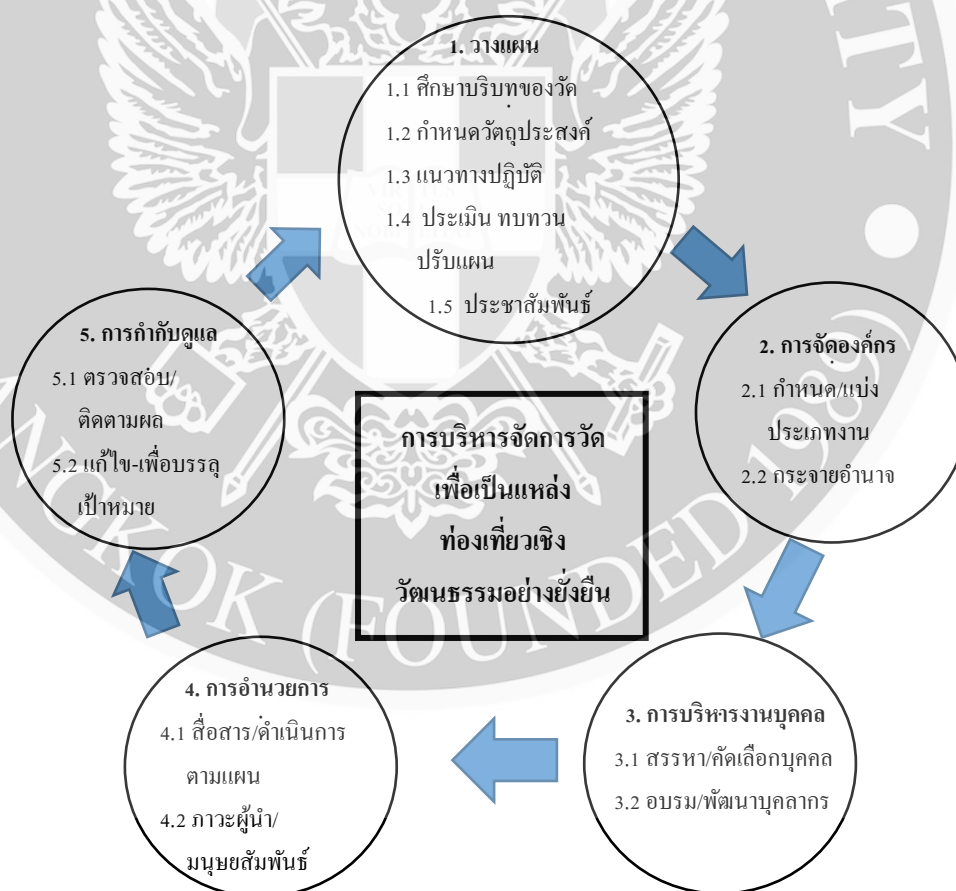 1. วางแผน
1.1 ศึกษาบริบทของวัด
1.2 กำหนดวัตถุประสงค์
1.3 แนวทางปฏิบัติ
1.4 ประเมิน ทบทวน
ปรับแผน
1.5 ประชาสัมพันธ์
2. การจัดองค์กร
2.1 กำหนด/แบ่ง
ประเภทงาน
2.2 กระจายอำนาจ
3. การบริหารงานบุคคล
3.1 สรรหา/คัดเลือกบุคคล
3.2 อบรม/พัฒนาบุคลากร
4. การอำนวยการ
4.1 สื่อสาร/ดำเนินการ
ตามแผน
4.2 ภาวะผู้นำ/
มนุษยสัมพันธ์
5. การกำกับดูแล
5.1 ตรวจสอบ/
ติดตามผล
5.2 แก้ไข-เพื่อบรรลุ
เป้าหมาย
การบริหารจัดการวัด
เพื่อเป็นแหล่ง
ท่องเที่ยวเชิง
วัฒนธรรมอย่างยั่งยืน
NGKOK (FOUNDED 1989) • ITY